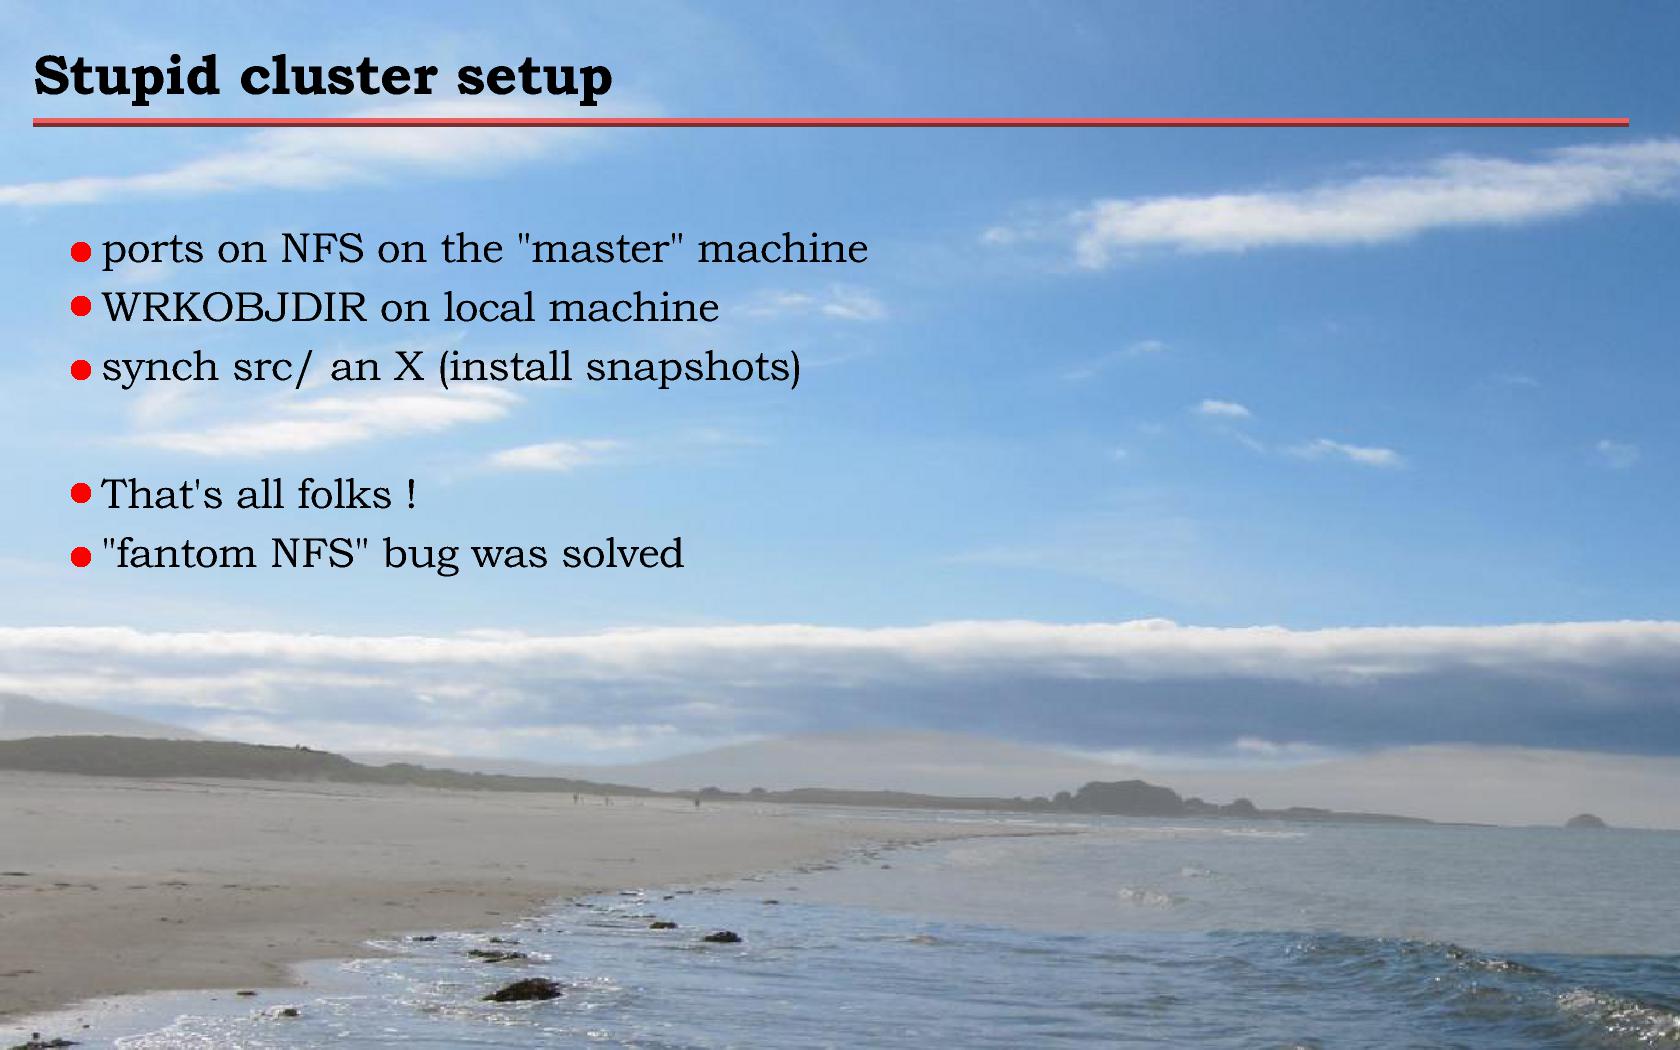 Stupid cluster setup
ports on NFS on the "master" machine
WRKOBJDIR on local machine
synch src/ an X (install snapshots)
That's all folks !
"fantom NFS" bug was solved